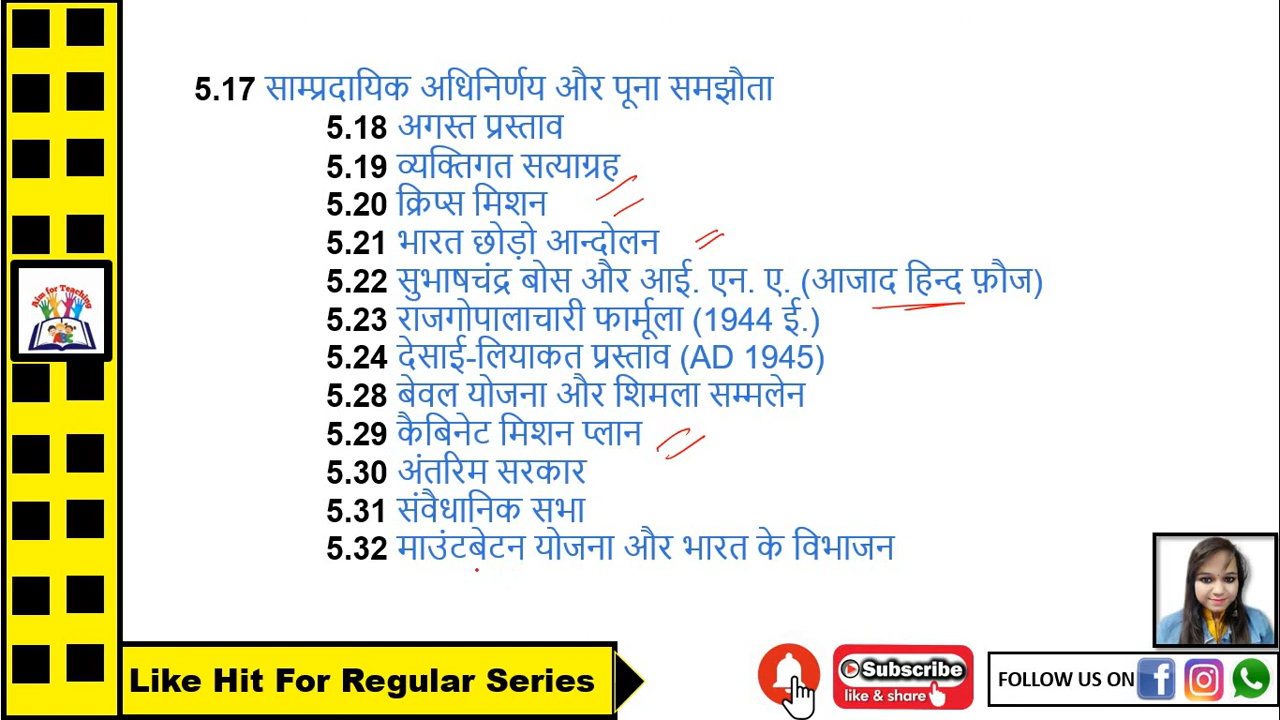 5.17 साम्प्रदायिक अधिनिर्णय और पूना समझौता
5.18 अगस्त प्रस्ताव
5.19 व्यक्तिगत सत्याग्रह
5.20 क्रिप्स मिशन
5.21 भारत छोड़ो आन्दोलन
5.22 सुभाषचंद्र बोस और आई. एन. ए. (आजाद हिन्द फ़ौज)
5.23 राजगोपालाचारी फार्मूला (1944 ई.)
5.24 देसाई-लियाकत प्रस्ताव (AD 1945)
5.28 बेवल योजना और शिमला सम्मलेन
5.29 कैबिनेट मिशन प्लान
5.30 अंतरिम सरकार
5.31 संवैधानिक सभा
5.32 माउंटबेटन योजना और भारत के विभाजन
Aim for Teaching
ABC
Like Hit For Regular Series
Subscribe
like & share
FOLLOW US ON